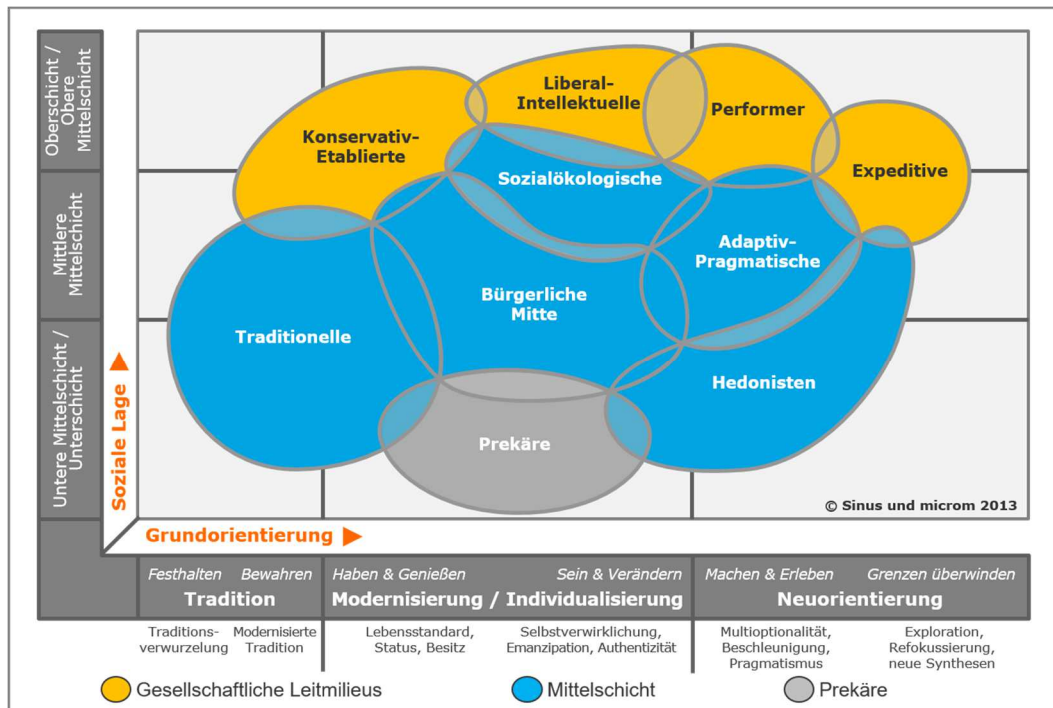 Oberschicht /
Obere
Mittelschicht
Mittlere
Mittelschicht
Untere Mittelschicht /
Unterschicht
Soziale Lage
Konservativ-
Etablierte
Liberal-
Intellektuelle
Performer
Expeditive
Sozialökologische
Adaptiv-
Pragmatische
Bürgerliche
Mitte
Traditionelle
Hedonisten
Prekäre
© Sinus und microm 2013
Grundorientierung
Festhalten Bewahren
Tradition
Haben & Genießen Sein & Verändern
Modernisierung / Individualisierung
Machen & Erleben Grenzen überwinden
Neuorientierung
Traditions-
verwurzelung
Modernisierte
Tradition
Lebensstandard,
Status, Besitz
Selbstverwirklichung,
Emanzipation, Authentizität
Multioptionalität,
Beschleunigung,
Pragmatismus
Exploration,
Refokussierung,
neue Synthesen
Gesellschaftliche Leitmilieus
Mittelschicht
Prekäre